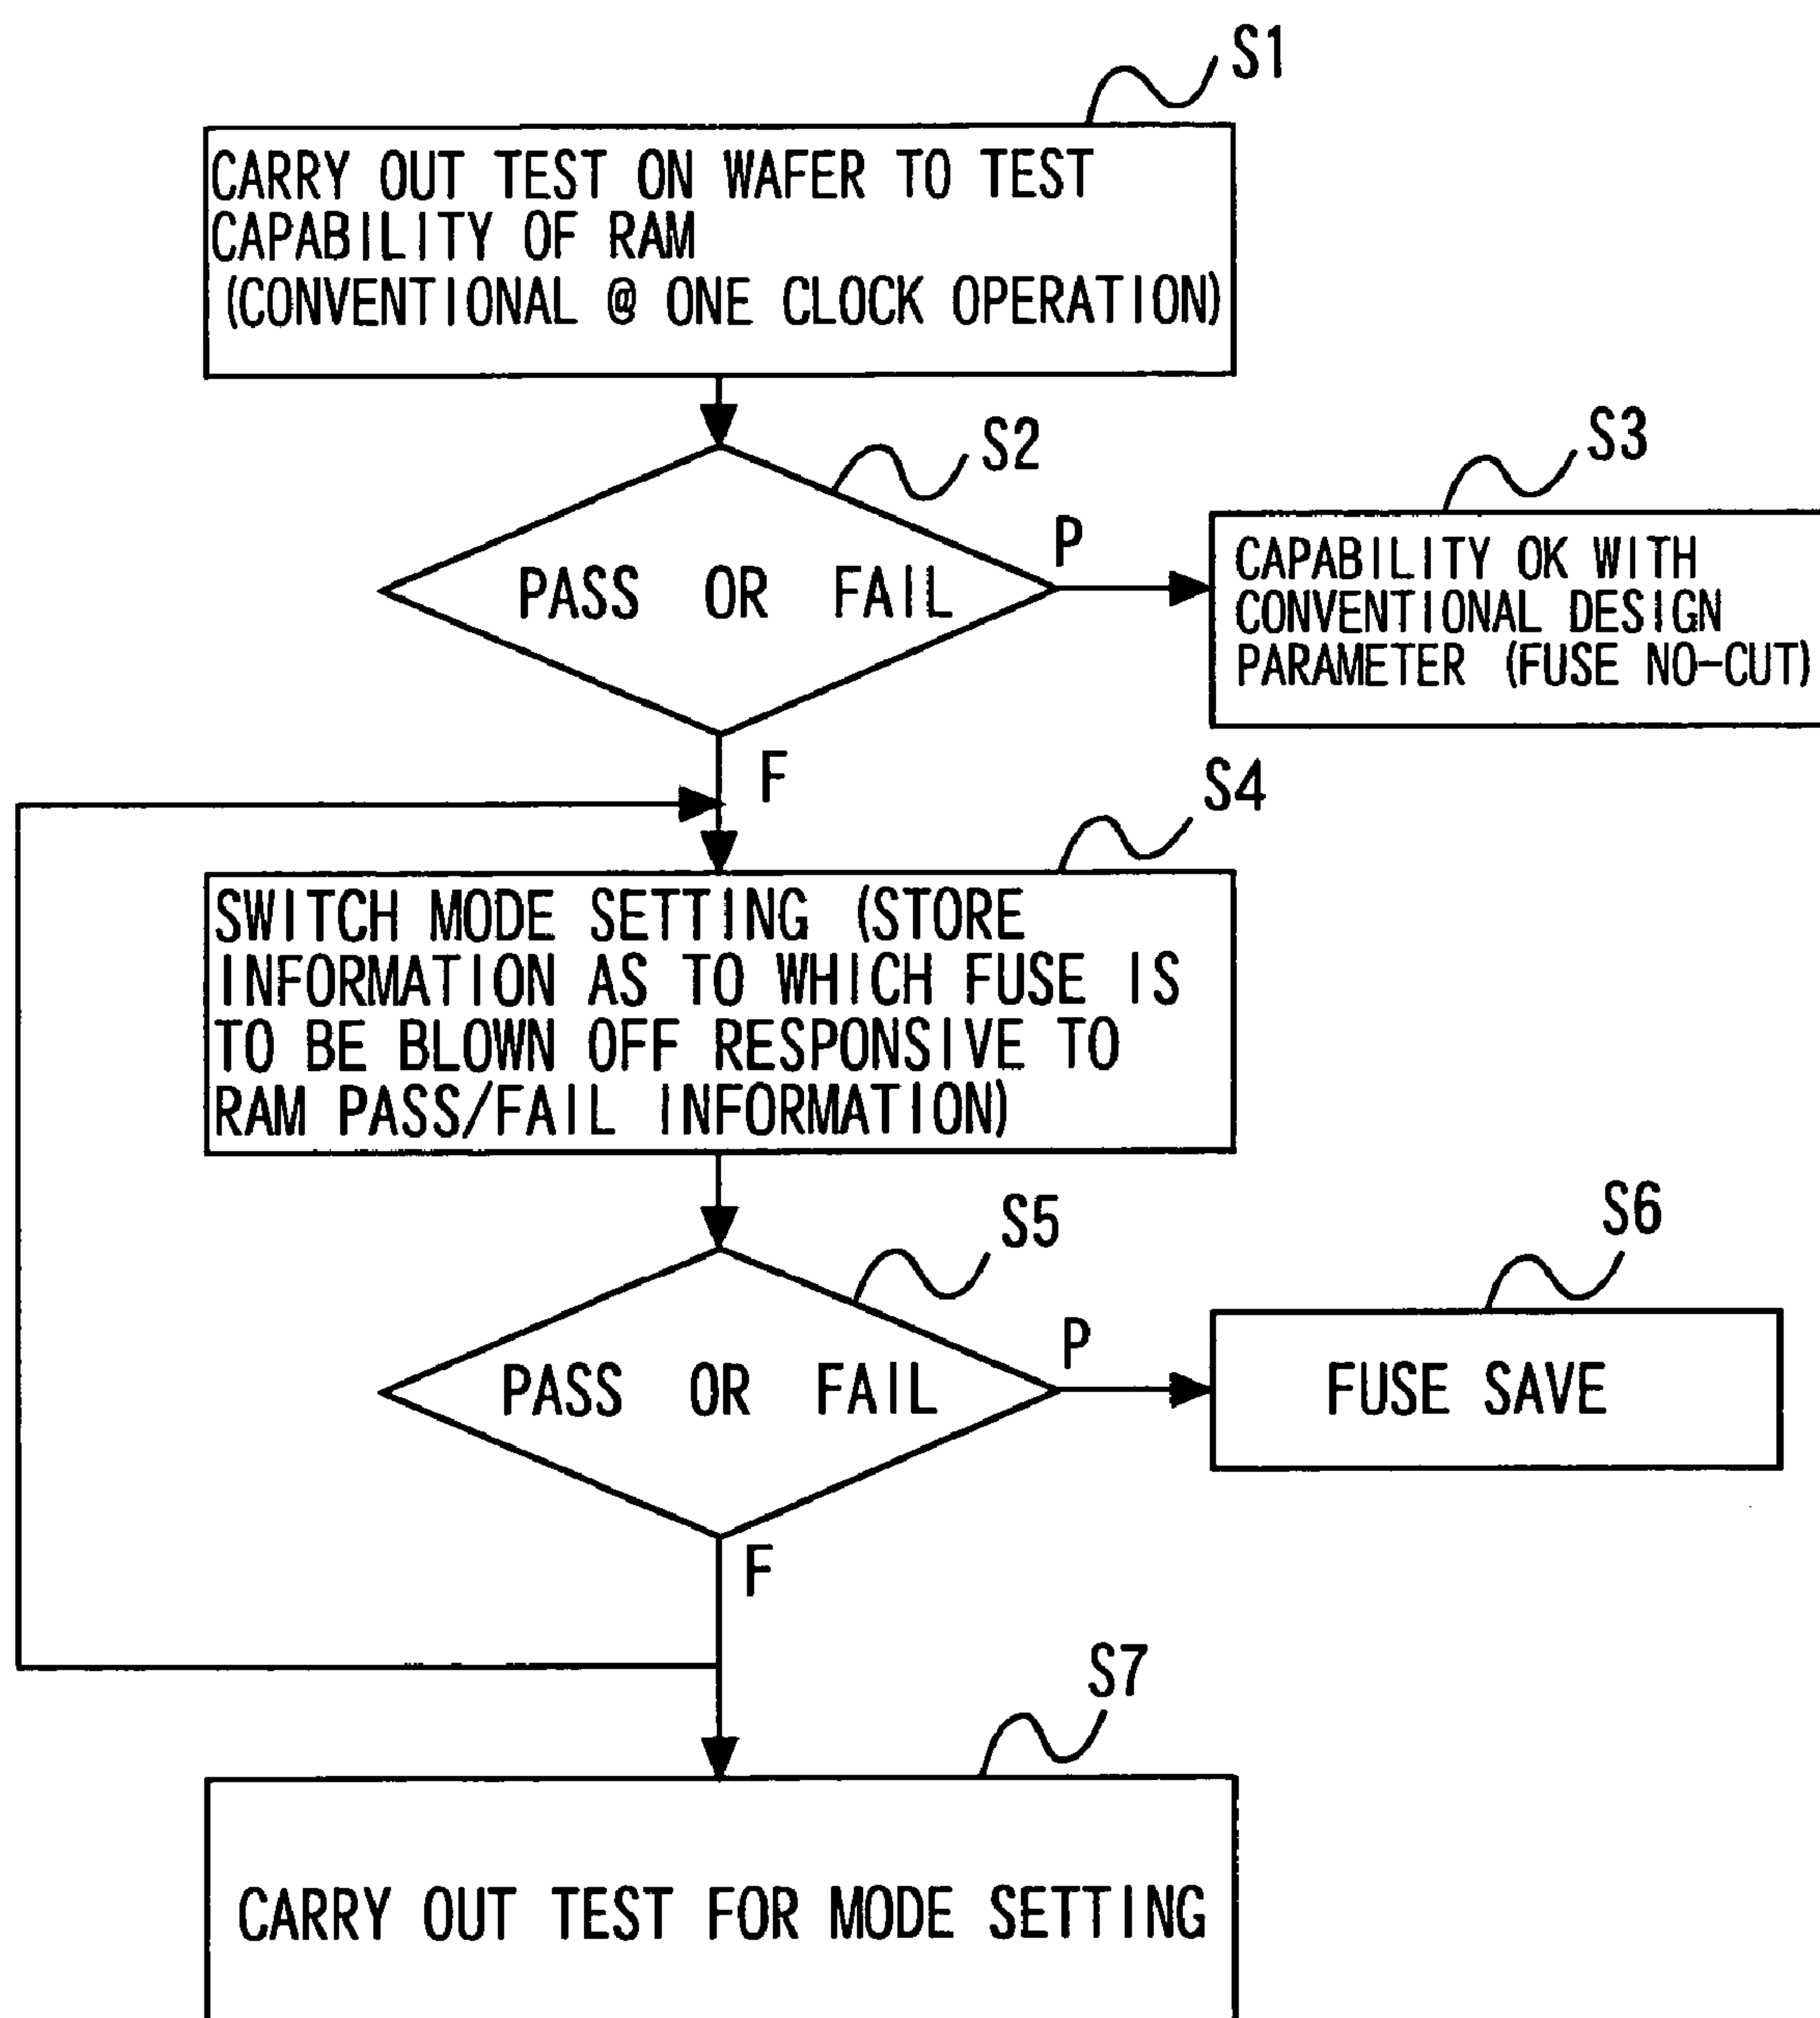 S1
CARRY OUT TEST ON WAFER TO TEST
CAPABILITY OF RAM
(CONVENTIONAL @ ONE CLOCK OPERATION)
S2
PASS OR FAIL
P
S3
CAPABILITY OK WITH
CONVENTIONAL DESIGN
PARAMETER (FUSE NO-CUT)
F
S4
SWITCH MODE SETTING (STORE
INFORMATION AS TO WHICH FUSE IS
TO BE BLOWN OFF RESPONSIVE TO
RAM PASS/FAIL INFORMATION)
S5
PASS OR FAIL
P
S6
FUSE SAVE
F
S7
CARRY OUT TEST FOR MODE SETTING